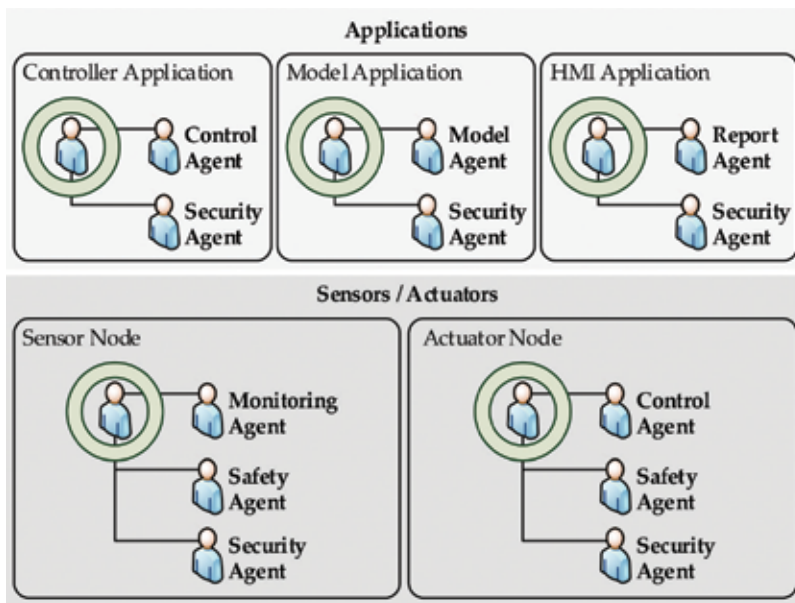 Applications
Controller Application
Control
Agent
Security
Agent
Model Application
Model
Agent
Security
Agent
HMI Application
Report
Agent
Security
Agent
Sensors / Actuators
Sensor Node
Monitoring
Agent
Safety
Agent
Security
Agent
Actuator Node
Control
Agent
Safety
Agent
Security
Agent